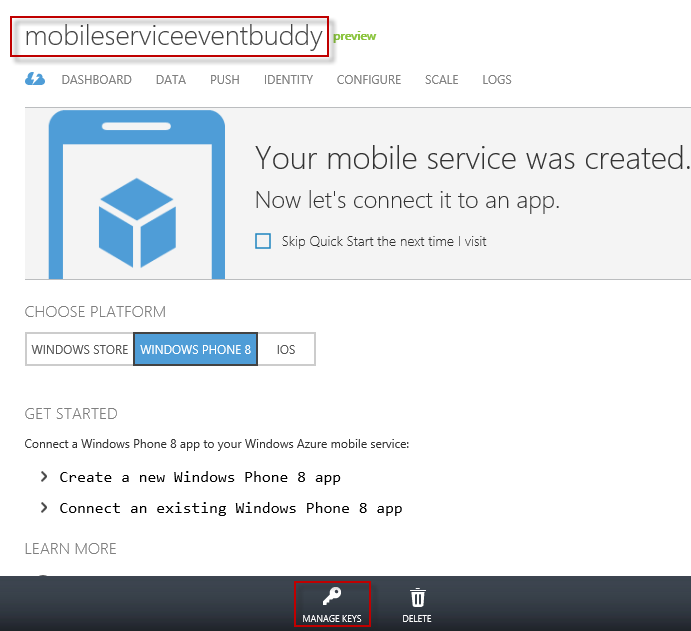 mobileserviceeventbuddy preview
DASHBOARD DATA PUSH IDENTITY CONFIGURE SCALE LOGS
Your mobile service was created.
Now let's connect it to an app.
Skip Quick Start the next time I visit
CHOOSE PLATFORM
WINDOWS STORE WINDOWS PHONE 8 IOS
GET STARTED
Connect a Windows Phone 8 app to your Windows Azure mobile service:
Create a new Windows Phone 8 app
Connect an existing Windows Phone 8 app
LEARN MORE
MANAGE KEYS DELETE